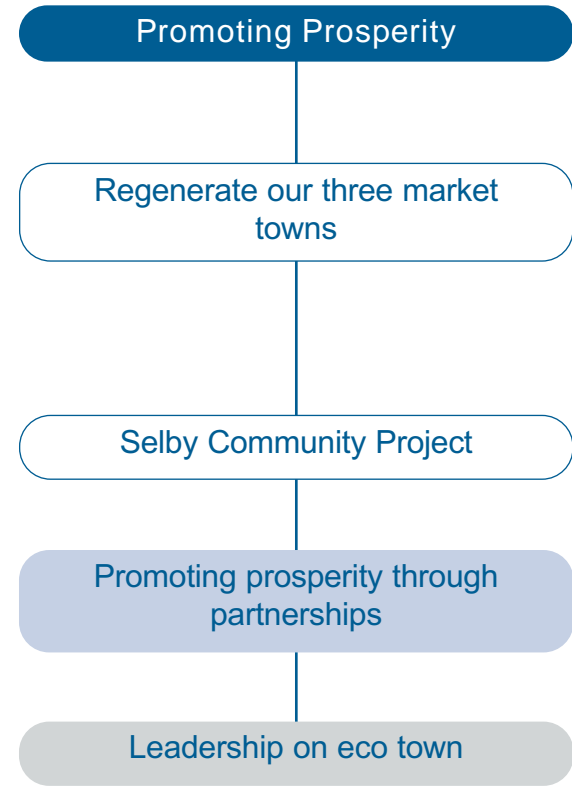 Promoting Prosperity
Regenerate our three market
towns
Selby Community Project
Promoting prosperity through
partnerships
Leadership on eco town